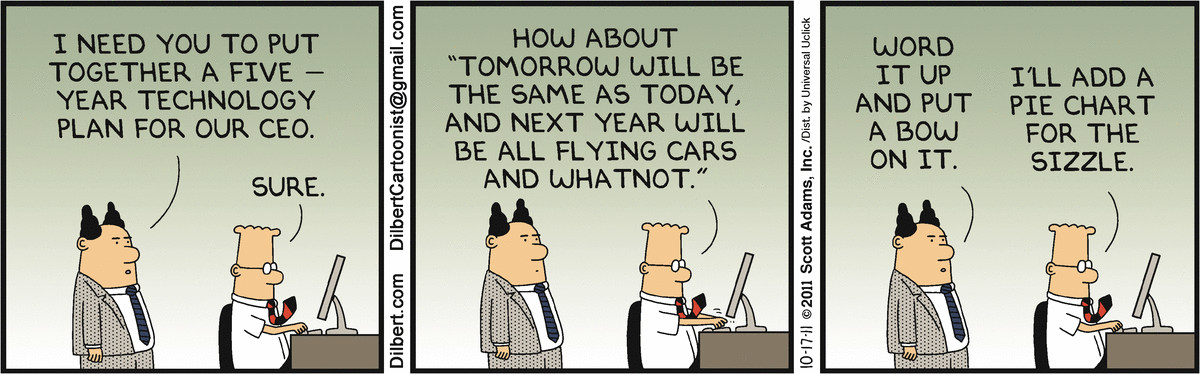 I NEED YOU TO PUT
TOGETHER A FIVE –
YEAR TECHNOLOGY
PLAN FOR OUR CEO.
SURE.
Dilbert.com DilbertCartoonist@gmail.com
HOW ABOUT
"TOMORROW WILL BE
THE SAME AS TODAY,
AND NEXT YEAR WILL
BE ALL FLYING CARS
AND WHATNOT."
10-17-11 ©2011 Scott Adams, Inc. /Dist. by Universal Uclick
WORD
IT UP
AND PUT
A BOW
ON IT.
I'LL ADD A
PIE CHART
FOR THE
SIZZLE.